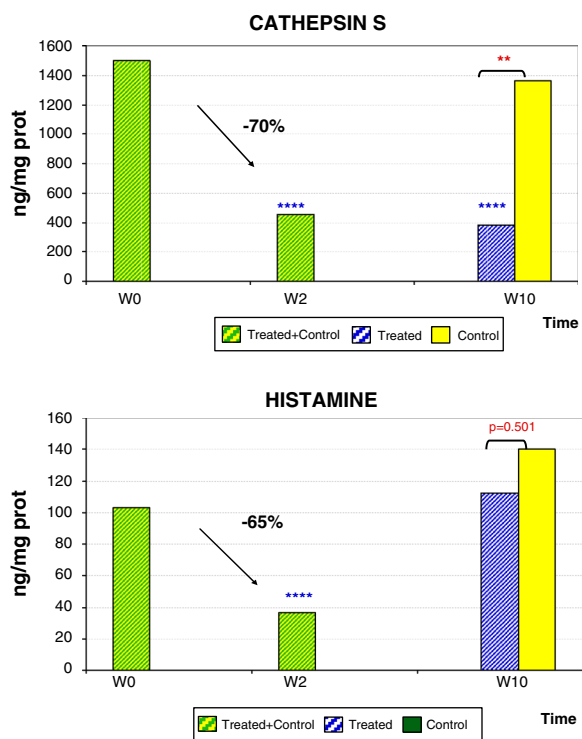 CATHEPSIN S
ng/mg prot
1600
1400
1200
1000
800
600
400
200
0
-70%
****
****
**
W0 W2 W10
Time
Treated+Control Treated Control
HISTAMINE
ng/mg prot
160
140
120
100
80
60
40
20
0
-65%
****
p=0.501
W0 W2 W10
Time
Treated+Control Treated Control